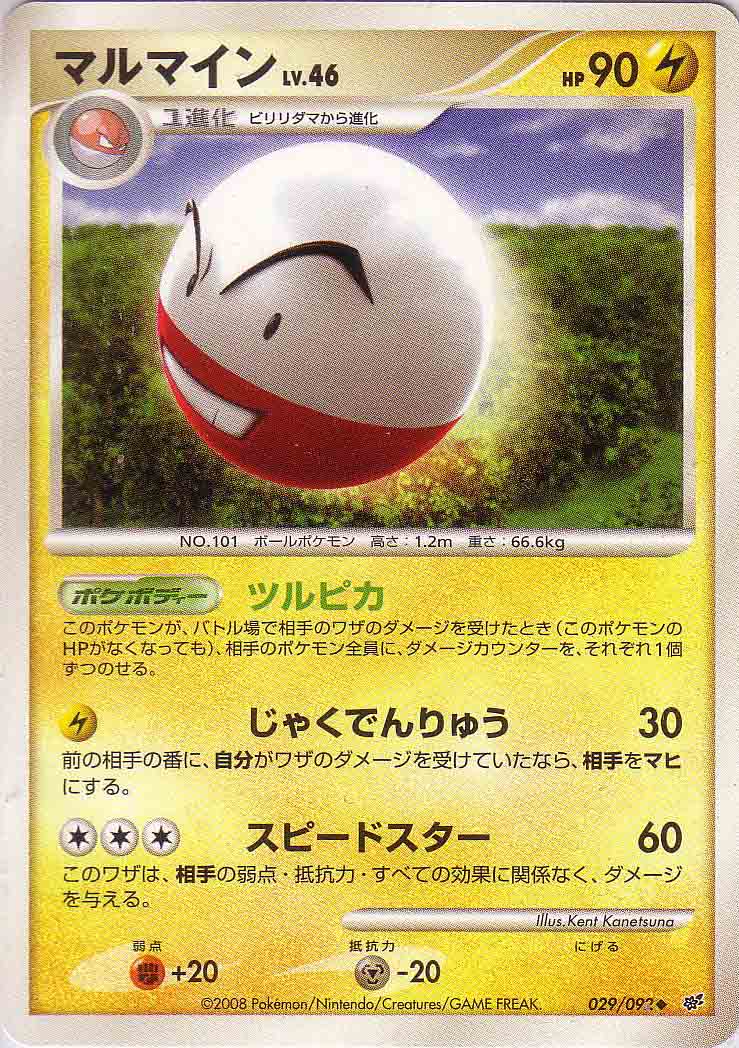 マルマイン LV.46 HP 90
1進化 ビリリダマから進化
NO.101 ボールポケモン 高さ：1.2m 重さ：66.6kg
ポケボディー ツルピカ
このポケモンが、バトル場で相手のワザのダメージを受けたとき（このポケモンの
HPがなくなっても）、相手のポケモン全員に、ダメージカウンターを、それぞれ1個
ずつのせる。
じゃくでんりゅう 30
前の相手の番に、自分がワザのダメージを受けていたなら、相手をマヒ
にする。
スピードスター 60
このワザは、相手の弱点・抵抗力・すべての効果に関係なく、ダメージ
を与える。
Illus.Kent Kanetsuna
弱点 抵抗力 にげる
+20 -20
©2008 Pokémon/Nintendo/Creatures/GAME FREAK. 029/092